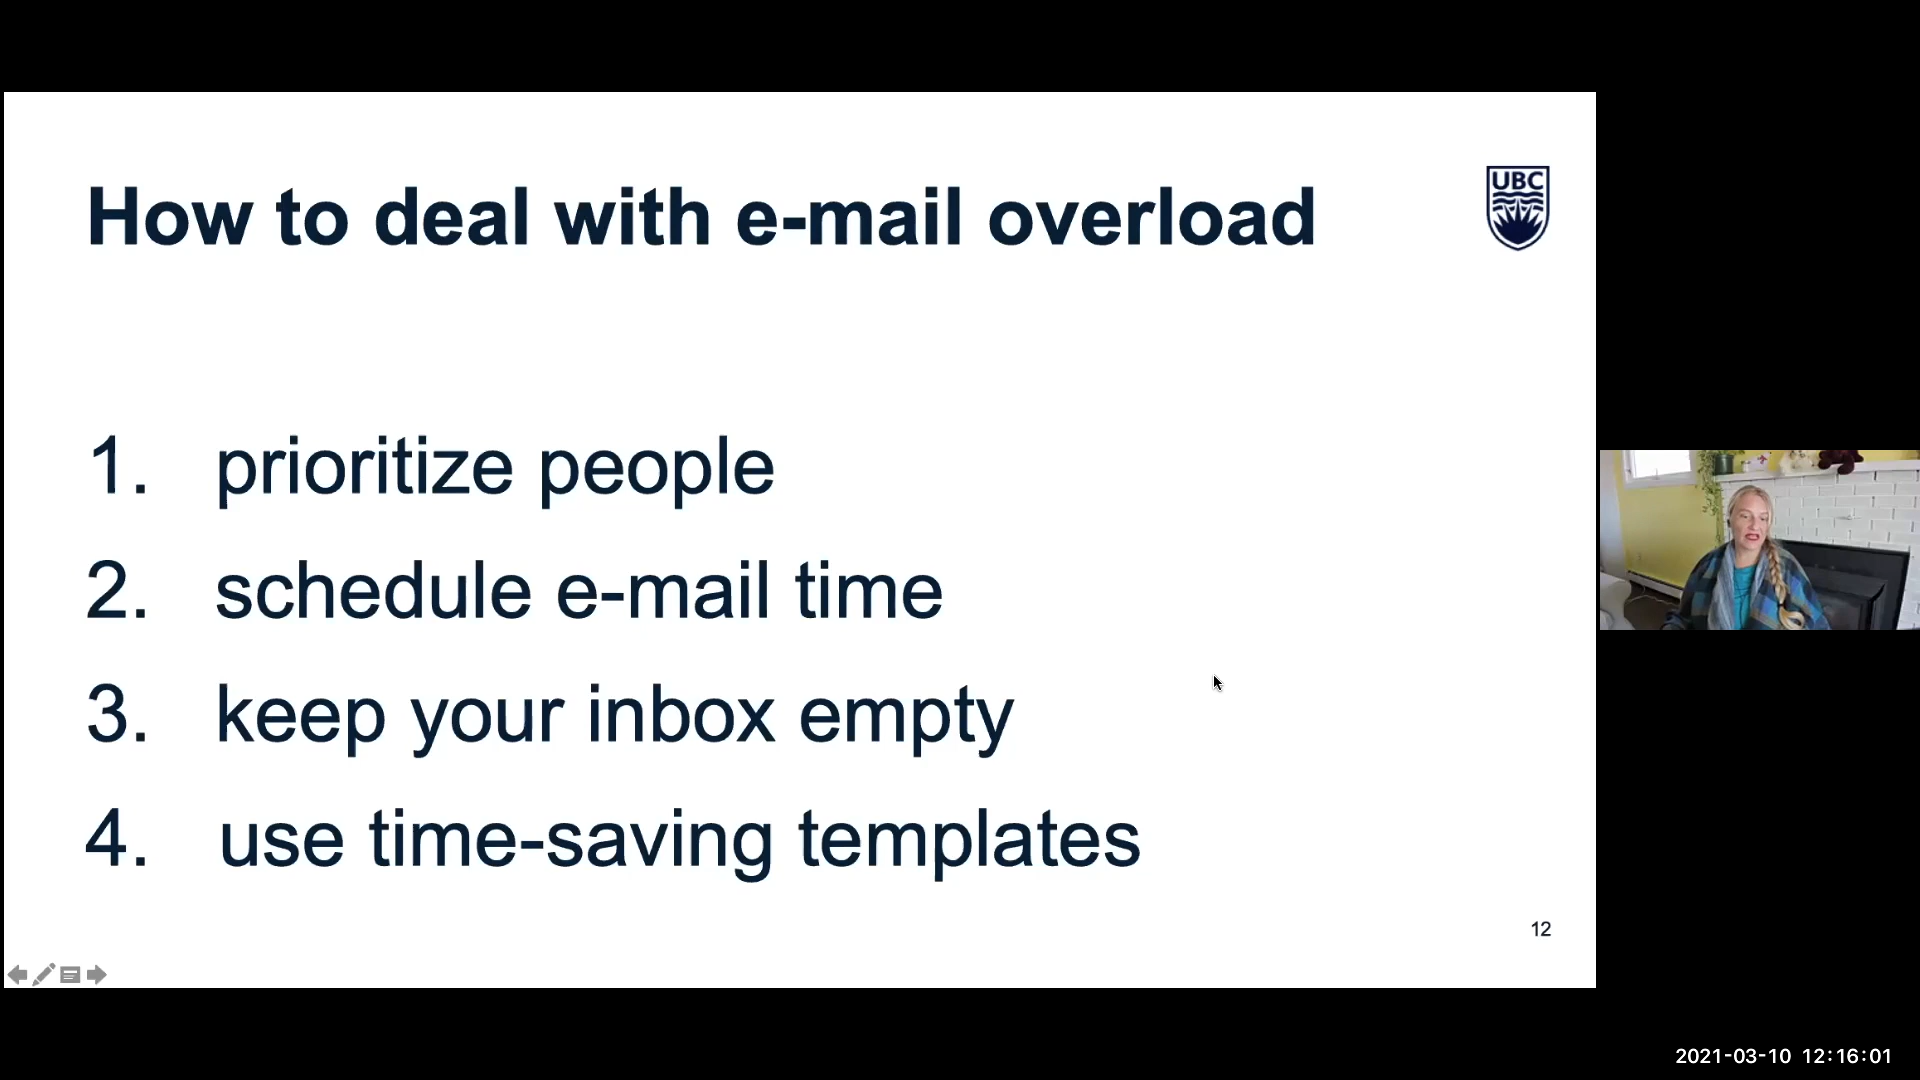 How to deal with e-mail overload
UBC
1. prioritize people
2. schedule e-mail time
3. keep your inbox empty
4. use time-saving templates
12
2021-03-10 12:16:01